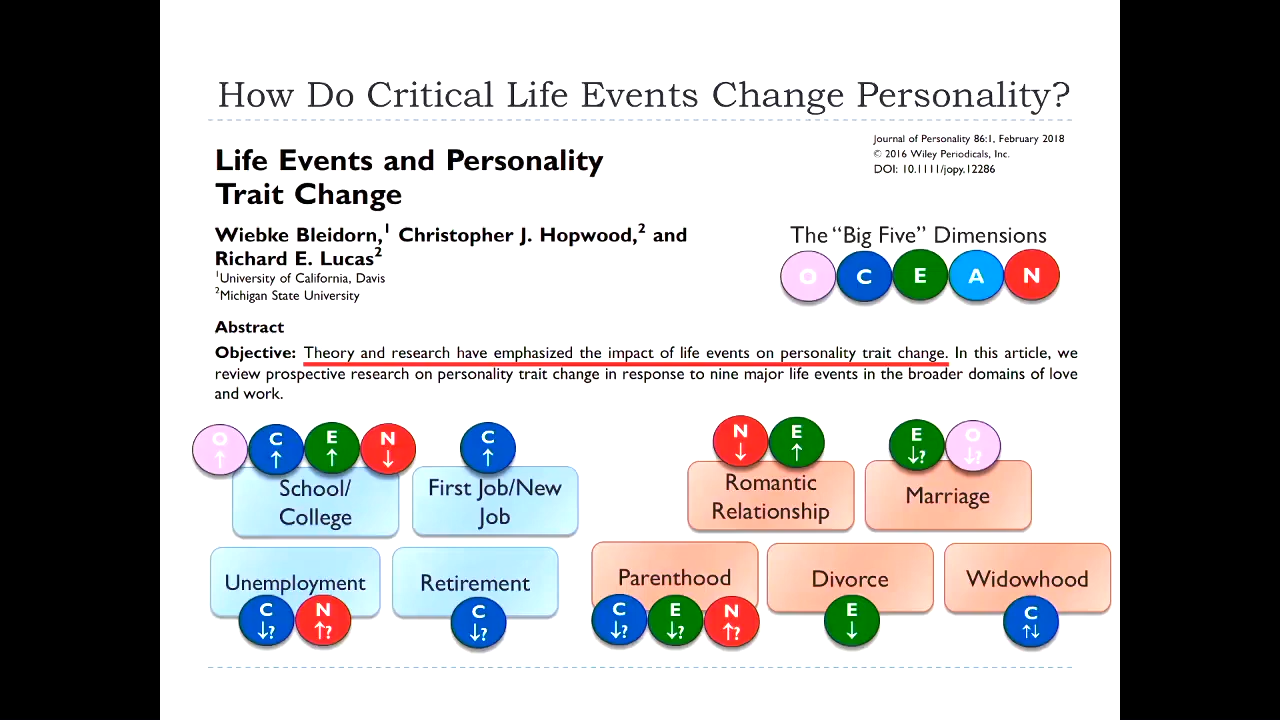 How Do Critical Life Events Change Personality?
Journal of Personality 86:1, February 2018
© 2016 Wiley Periodicals, Inc.
DOI: 10.1111/jopy.12286
Life Events and Personality
Trait Change
Wiebke Bleidorn,1 Christopher J. Hopwood,2 and
Richard E. Lucas2
1University of California, Davis
2Michigan State University
The “Big Five” Dimensions
O C E A N
Abstract
Objective: Theory and research have emphasized the impact of life events on personality trait change. In this article, we
review prospective research on personality trait change in response to nine major life events in the broader domains of love
and work.
O C E N
↑ ↑ ↑ ↓
School/
College
C
↑
First Job/New
Job
N E
↓ ↑
Romantic
Relationship
E O
↓? ↓?
Marriage
Unemployment
C N
↓? ↑?
Retirement
C
↓?
Parenthood
C E N
↓? ↓? ↑?
Divorce
E
↓
Widowhood
C
↑↓